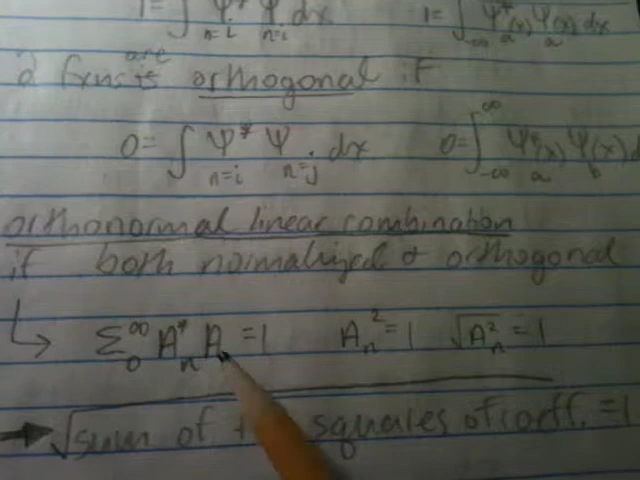 1=∫ Ψ* n=i Ψ n=i dx 1=∫-∞ Ψ*(x) a Ψ(x) a dx
fxns is are orthogonal if
0=∫ Ψ* n=i Ψ n=j dx 0=∫-∞ ∞ Ψ*(x) a Ψ(x) b d
orthonormal linear combination
if both normalized & orthogonal
↳ Σ0 ∞ An* A =1 An²=1 √An²=1
→ √sum of squares of coeff. =1